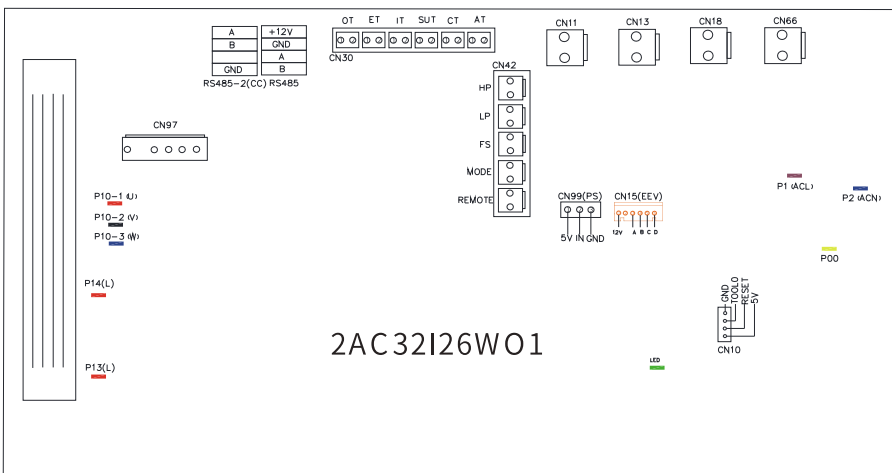 OT ET IT SUT CT AT
CN30
A +12V
B GND
A
GND B
RS485-2(CC) RS485
CN11
CN13
CN18
CN66
CN42
HP
LP
FS
MODE
REMOTE
CN97
P10-1 (U)
P10-2 (V)
P10-3 (W)
P14(L)
P13(L)
CN99(PS)
5V IN GND
CN15(EEV)
12V A B C D
P1 (ACL)
P2 (ACN)
P00
GND
TOOL0
RESET
5V
CN10
LED
2AC32I26WO1